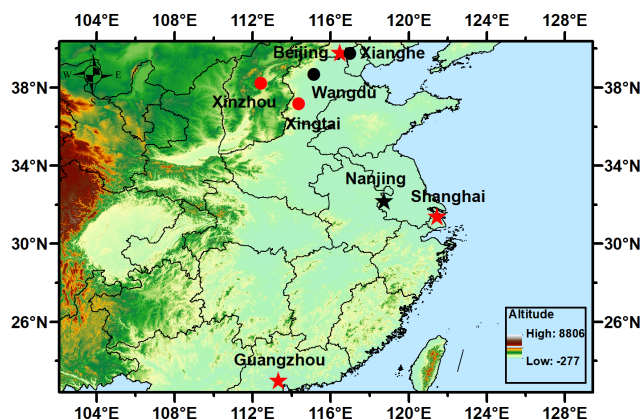 104°E 108°E 112°E 116°E 120°E 124°E 128°E
N
W E
S
Beijing Xianghe
38°N 38°N
Wangdu
Xinzhou
Xingtai
34°N 34°N
Nanjing
Shanghai
30°N 30°N
Altitude
High: 8806
26°N 26°N
Low: -277
Guangzhou
104°E 108°E 112°E 116°E 120°E 124°E 128°E